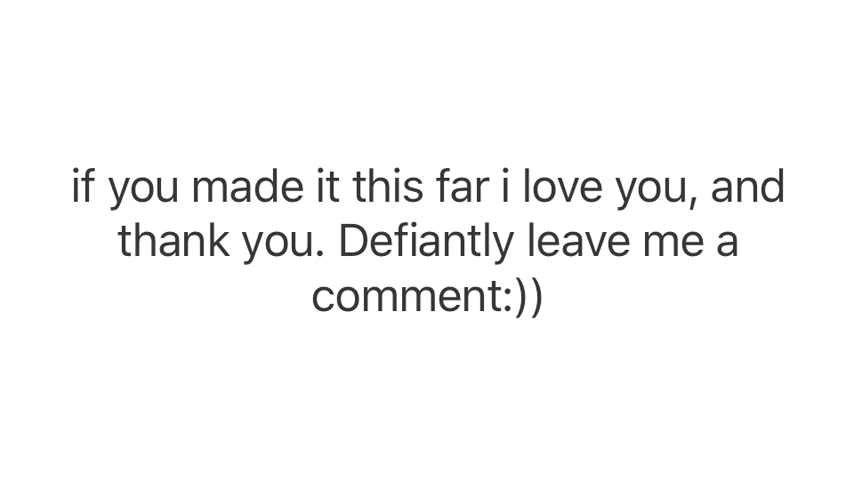 if you made it this far i love you, and
thank you. Defiantly leave me a
comment:))